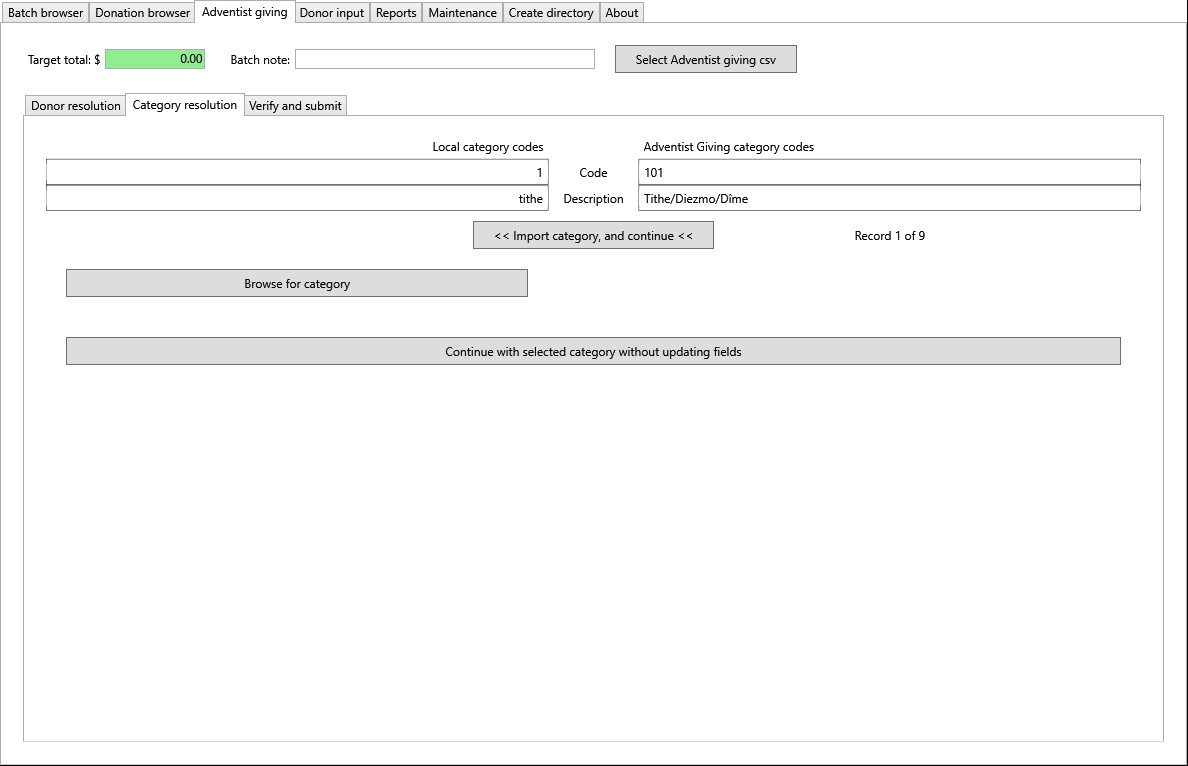 Batch browser Donation browser Adventist giving Donor input Reports Maintenance Create directory About
Target total: $ 0.00 Batch note: Select Adventist giving csv
Donor resolution Category resolution Verify and submit
Local category codes Adventist Giving category codes
1 Code 101
tithe Description Tithe/Diezmo/Dîme
<< Import category, and continue << Record 1 of 9
Browse for category
Continue with selected category without updating fields